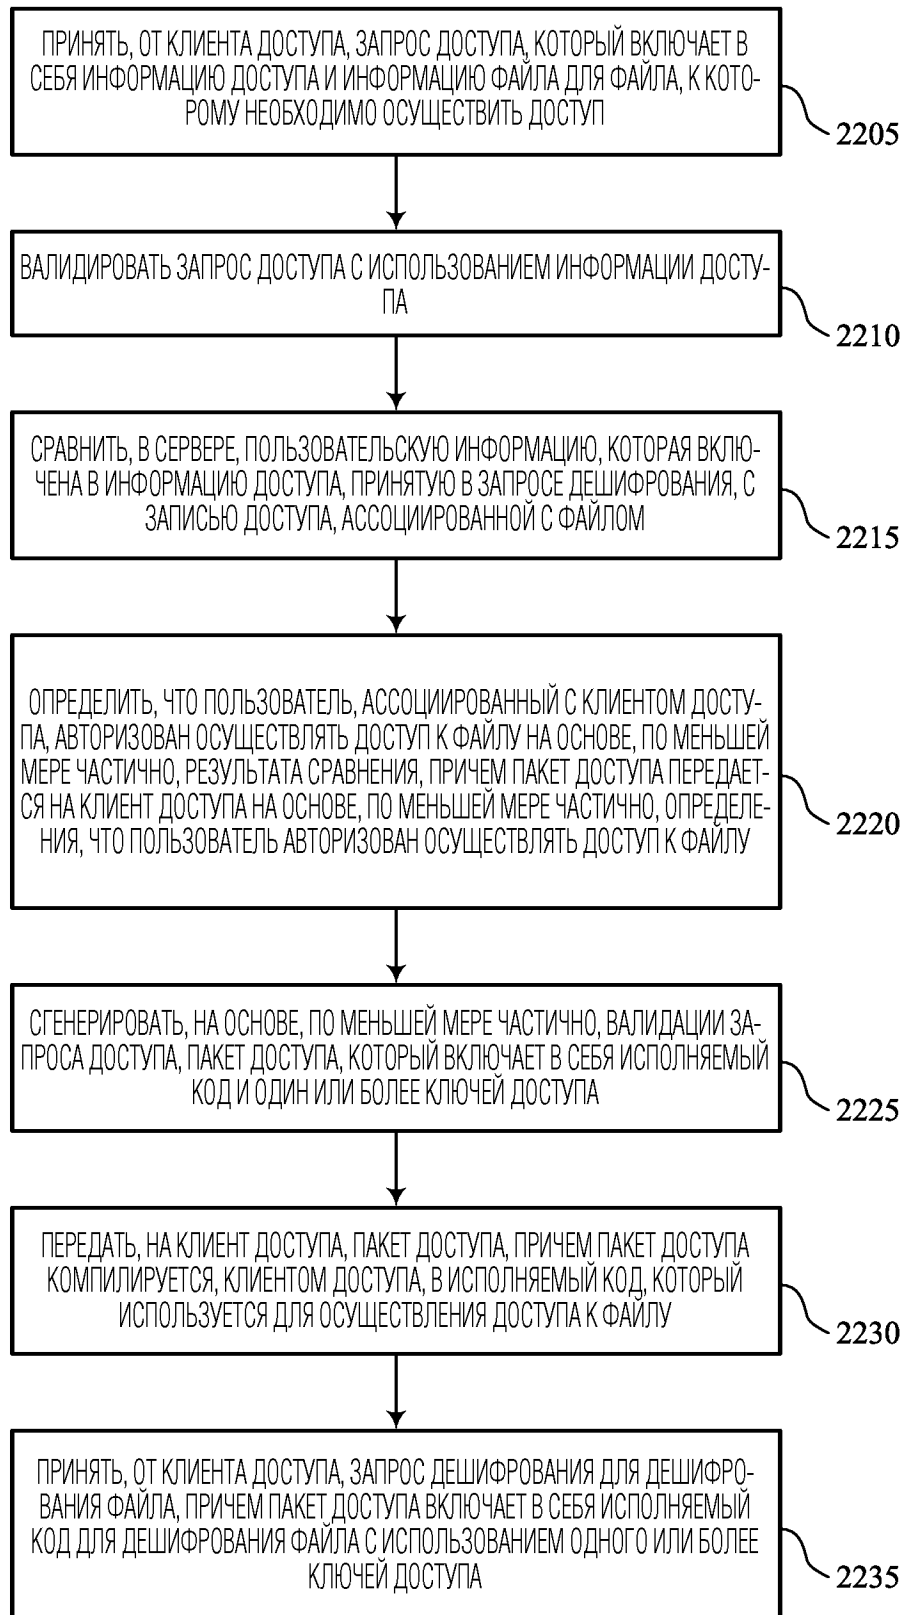 ПРИНЯТЬ, ОТ КЛИЕНТА ДОСТУПА, ЗАПРОС ДОСТУПА, КОТОРЫЙ ВКЛЮЧАЕТ В
СЕБЯ ИНФОРМАЦИЮ ДОСТУПА И ИНФОРМАЦИЮ ФАЙЛА ДЛЯ ФАЙЛА, К КОТО-
РОМУ НЕОБХОДИМО ОСУЩЕСТВИТЬ ДОСТУП
2205
ВАЛИДИРОВАТЬ ЗАПРОС ДОСТУПА С ИСПОЛЬЗОВАНИЕМ ИНФОРМАЦИИ ДОСТУ-
ПА
2210
СРАВНИТЬ, В СЕРВЕРЕ, ПОЛЬЗОВАТЕЛЬСКУЮ ИНФОРМАЦИЮ, КОТОРАЯ ВКЛЮ-
ЧЕНА В ИНФОРМАЦИЮ ДОСТУПА, ПРИНЯТУЮ В ЗАПРОСЕ ДЕШИФРОВАНИЯ, С
ЗАПИСЬЮ ДОСТУПА, АССОЦИИРОВАННОЙ С ФАЙЛОМ
2215
ОПРЕДЕЛИТЬ, ЧТО ПОЛЬЗОВАТЕЛЬ, АССОЦИИРОВАННЫЙ С КЛИЕНТОМ ДОСТУ-
ПА, АВТОРИЗОВАН ОСУЩЕСТВЛЯТЬ ДОСТУП К ФАЙЛУ НА ОСНОВЕ, ПО МЕНЬШЕЙ
МЕРЕ ЧАСТИЧНО, РЕЗУЛЬТАТА СРАВНЕНИЯ, ПРИЧЕМ ПАКЕТ ДОСТУПА ПЕРЕДАЕТ-
СЯ НА КЛИЕНТ ДОСТУПА НА ОСНОВЕ, ПО МЕНЬШЕЙ МЕРЕ ЧАСТИЧНО, ОПРЕДЕЛЕ-
НИЯ, ЧТО ПОЛЬЗОВАТЕЛЬ АВТОРИЗОВАН ОСУЩЕСТВЛЯТЬ ДОСТУП К ФАЙЛУ
2220
СГЕНЕРИРОВАТЬ, НА ОСНОВЕ, ПО МЕНЬШЕЙ МЕРЕ ЧАСТИЧНО, ВАЛИДАЦИИ ЗА-
ПРОСА ДОСТУПА, ПАКЕТ ДОСТУПА, КОТОРЫЙ ВКЛЮЧАЕТ В СЕБЯ ИСПОЛНЯЕМЫЙ
КОД И ОДИН ИЛИ БОЛЕЕ КЛЮЧЕЙ ДОСТУПА
2225
ПЕРЕДАТЬ, НА КЛИЕНТ ДОСТУПА, ПАКЕТ ДОСТУПА, ПРИЧЕМ ПАКЕТ ДОСТУПА
КОМПИЛИРУЕТСЯ, КЛИЕНТОМ ДОСТУПА, В ИСПОЛНЯЕМЫЙ КОД, КОТОРЫЙ
ИСПОЛЬЗУЕТСЯ ДЛЯ ОСУЩЕСТВЛЕНИЯ ДОСТУПА К ФАЙЛУ
2230
ПРИНЯТЬ, ОТ КЛИЕНТА ДОСТУПА, ЗАПРОС ДЕШИФРОВАНИЯ ДЛЯ ДЕШИФРО-
ВАНИЯ ФАЙЛА, ПРИЧЕМ ПАКЕТ ДОСТУПА ВКЛЮЧАЕТ В СЕБЯ ИСПОЛНЯЕМЫЙ
КОД ДЛЯ ДЕШИФРОВАНИЯ ФАЙЛА С ИСПОЛЬЗОВАНИЕМ ОДНОГО ИЛИ БОЛЕЕ
КЛЮЧЕЙ ДОСТУПА
2235